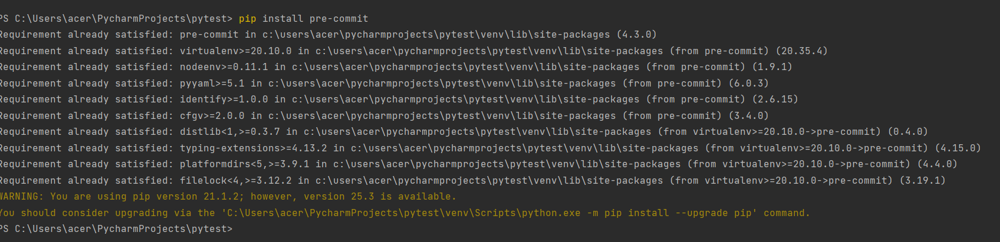 PS C:\Users\acer\PycharmProjects\pytest> pip install pre-commit
Requirement already satisfied: pre-commit in c:\users\acer\pycharmprojects\pytest\venv\lib\site-packages (4.3.0)
Requirement already satisfied: virtualenv>=20.10.0 in c:\users\acer\pycharmprojects\pytest\venv\lib\site-packages (from pre-commit) (20.35.4)
Requirement already satisfied: nodeenv>=0.11.1 in c:\users\acer\pycharmprojects\pytest\venv\lib\site-packages (from pre-commit) (1.9.1)
Requirement already satisfied: pyyaml>=5.1 in c:\users\acer\pycharmprojects\pytest\venv\lib\site-packages (from pre-commit) (6.0.3)
Requirement already satisfied: identify>=1.0.0 in c:\users\acer\pycharmprojects\pytest\venv\lib\site-packages (from pre-commit) (2.6.15)
Requirement already satisfied: cfgv>=2.0.0 in c:\users\acer\pycharmprojects\pytest\venv\lib\site-packages (from pre-commit) (3.4.0)
Requirement already satisfied: distlib<1,>=0.3.7 in c:\users\acer\pycharmprojects\pytest\venv\lib\site-packages (from virtualenv>=20.10.0->pre-commit) (0.4.0)
Requirement already satisfied: typing-extensions>=4.13.2 in c:\users\acer\pycharmprojects\pytest\venv\lib\site-packages (from virtualenv>=20.10.0->pre-commit) (4.15.0)
Requirement already satisfied: platformdirs<5,>=3.9.1 in c:\users\acer\pycharmprojects\pytest\venv\lib\site-packages (from virtualenv>=20.10.0->pre-commit) (4.4.0)
Requirement already satisfied: filelock<4,>=3.12.2 in c:\users\acer\pycharmprojects\pytest\venv\lib\site-packages (from virtualenv>=20.10.0->pre-commit) (3.19.1)
WARNING: You are using pip version 21.1.2; however, version 25.3 is available.
You should consider upgrading via the 'C:\Users\acer\PycharmProjects\pytest\venv\Scripts\python.exe -m pip install --upgrade pip' command.
PS C:\Users\acer\PycharmProjects\pytest>